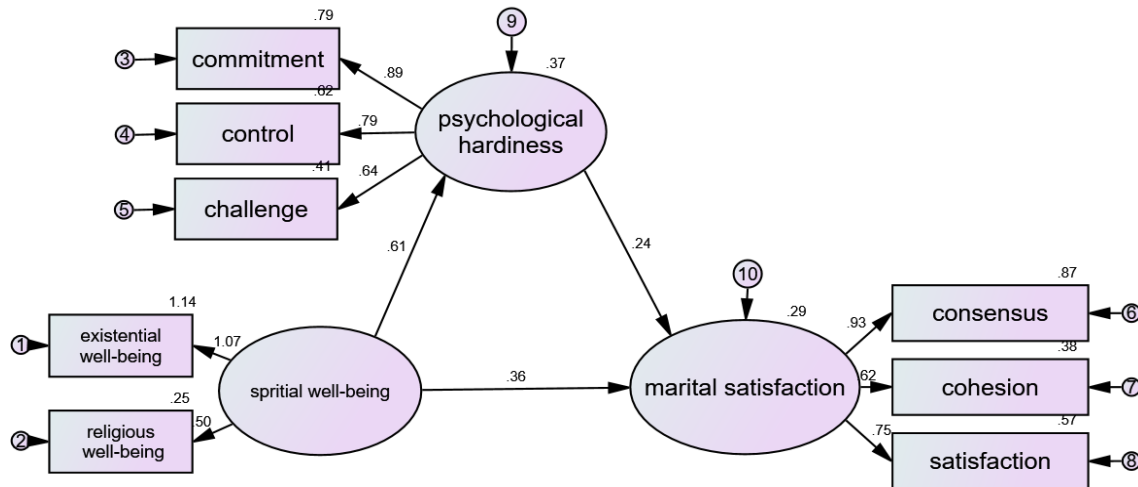 9
.79
.37
3
commitment
.89
.62
psychological
hardiness
4
control
.79
.41
.64
5
challenge
.61
.24
10
1.14
.87
.29
1
existential
well-being
1.07
.93
consensus
6
.38
spritial well-being
.36
marital satisfaction
.62
cohesion
7
.25
.50
2
religious
well-being
.75
.57
satisfaction
8